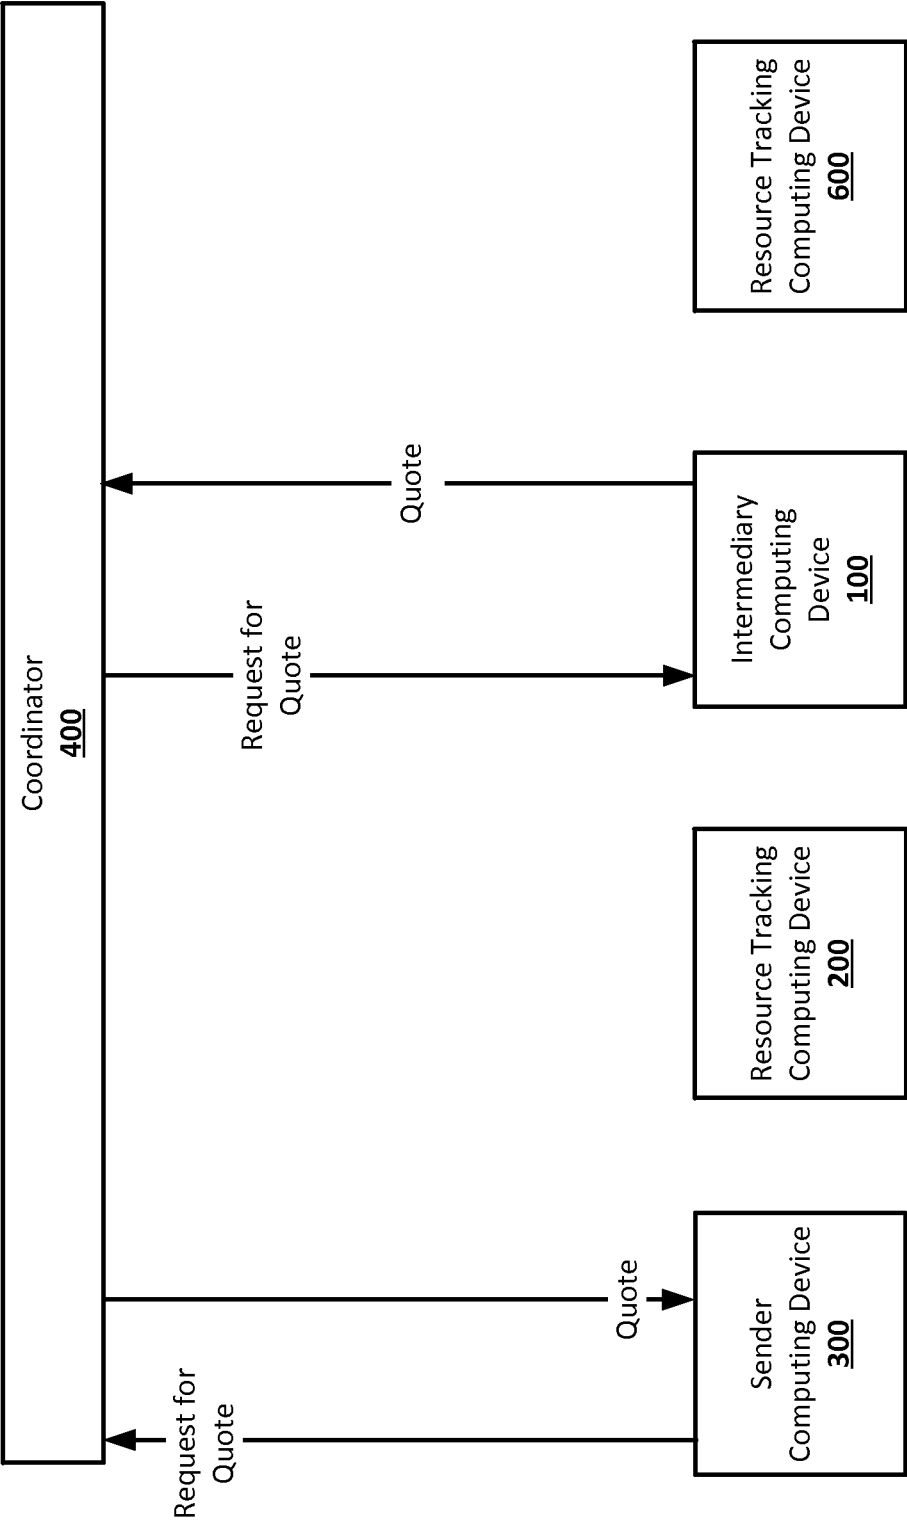 Coordinator
400
Request for
Quote
Quote
Request for
Quote
Quote
Sender
Computing Device
300
Resource Tracking
Computing Device
200
Intermediary
Computing
Device
100
Resource Tracking
Computing Device
600